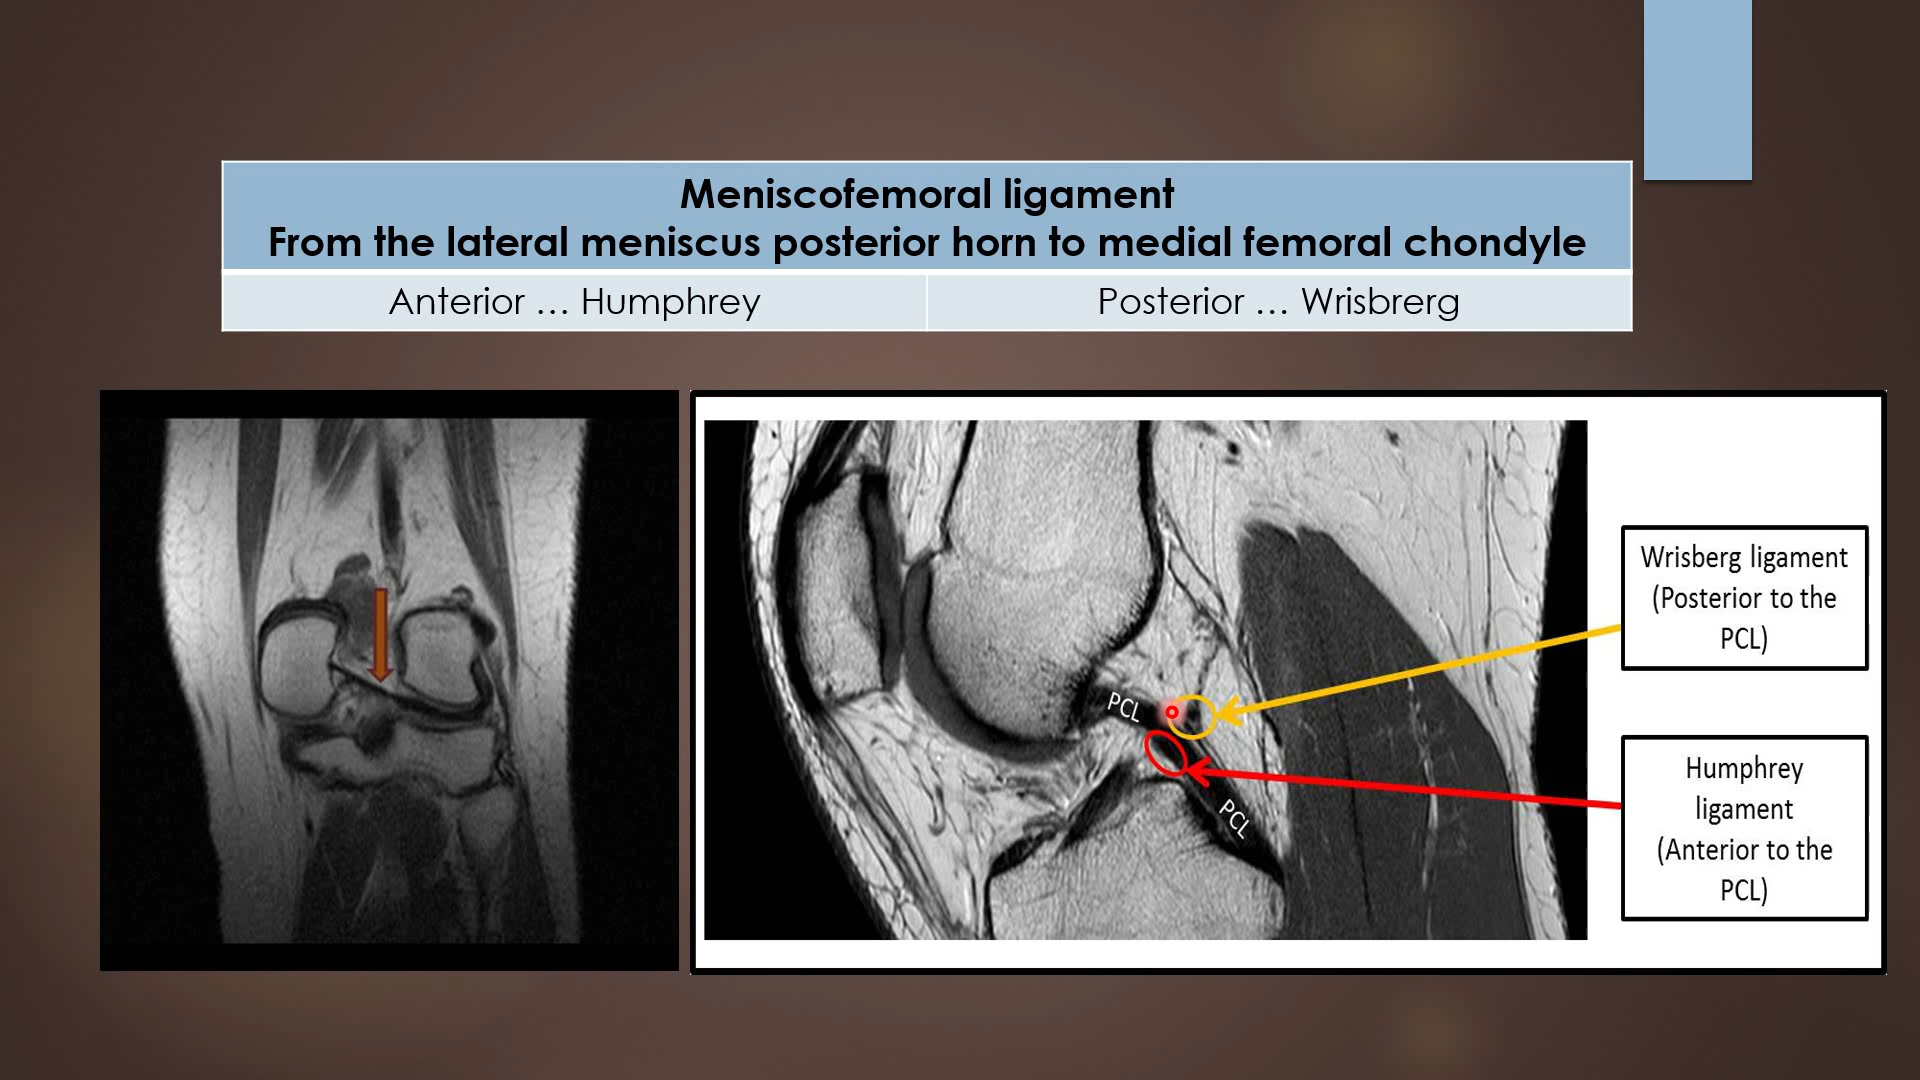 Meniscofemoral ligament
From the lateral meniscus posterior horn to medial femoral chondyle
Anterior … Humphrey
Posterior … Wrisbrerg
PCL
PCL
Wrisberg ligament
(Posterior to the
PCL)
Humphrey
ligament
(Anterior to the
PCL)